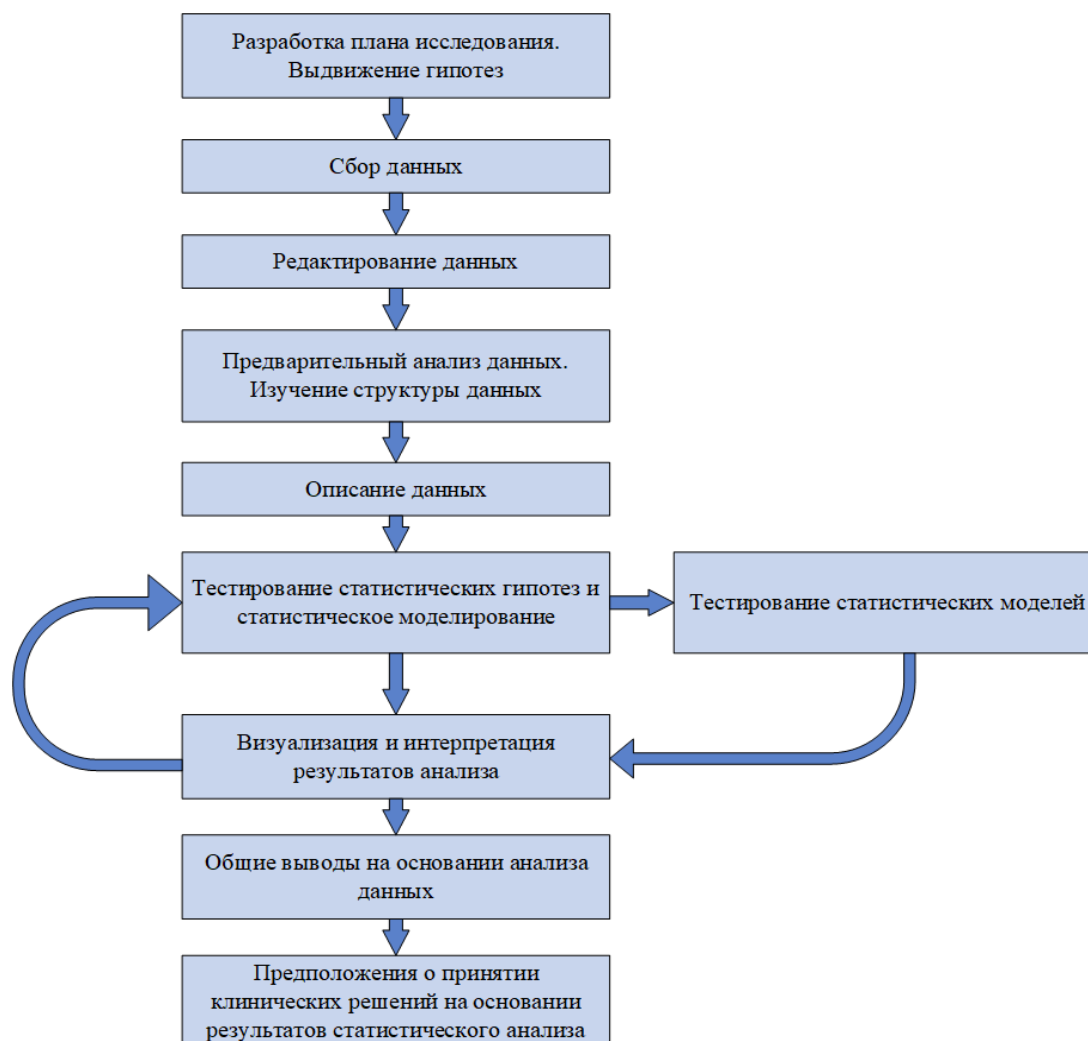 Разработка плана исследования.
Выдвижение гипотез
Сбор данных
Редактирование данных
Предварительный анализ данных.
Изучение структуры данных
Описание данных
Тестирование статистических гипотез и
статистическое моделирование
Тестирование статистических моделей
Визуализация и интерпретация
результатов анализа
Общие выводы на основании анализа
данных
Предположения о принятии
клинических решений на основании
результатов статистического анализа